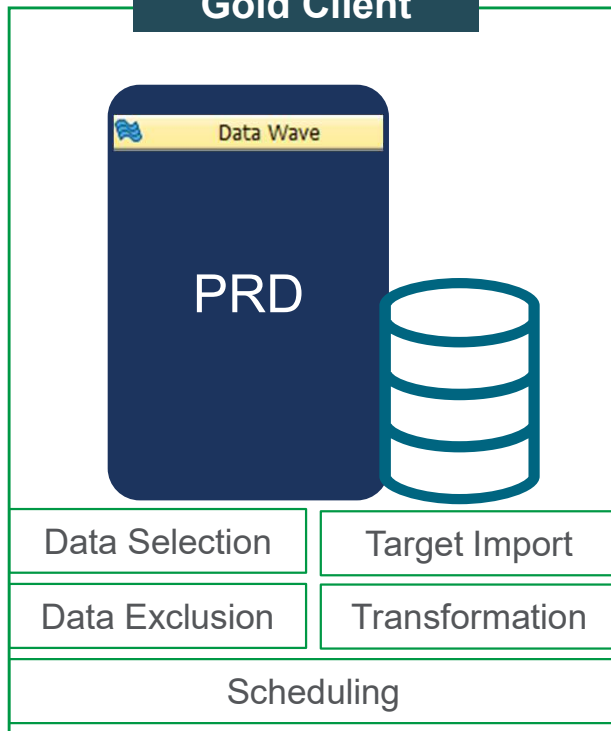 Gold Client
Data Wave
PRD
Data Selection
Target Import
Data Exclusion
Transformation
Scheduling